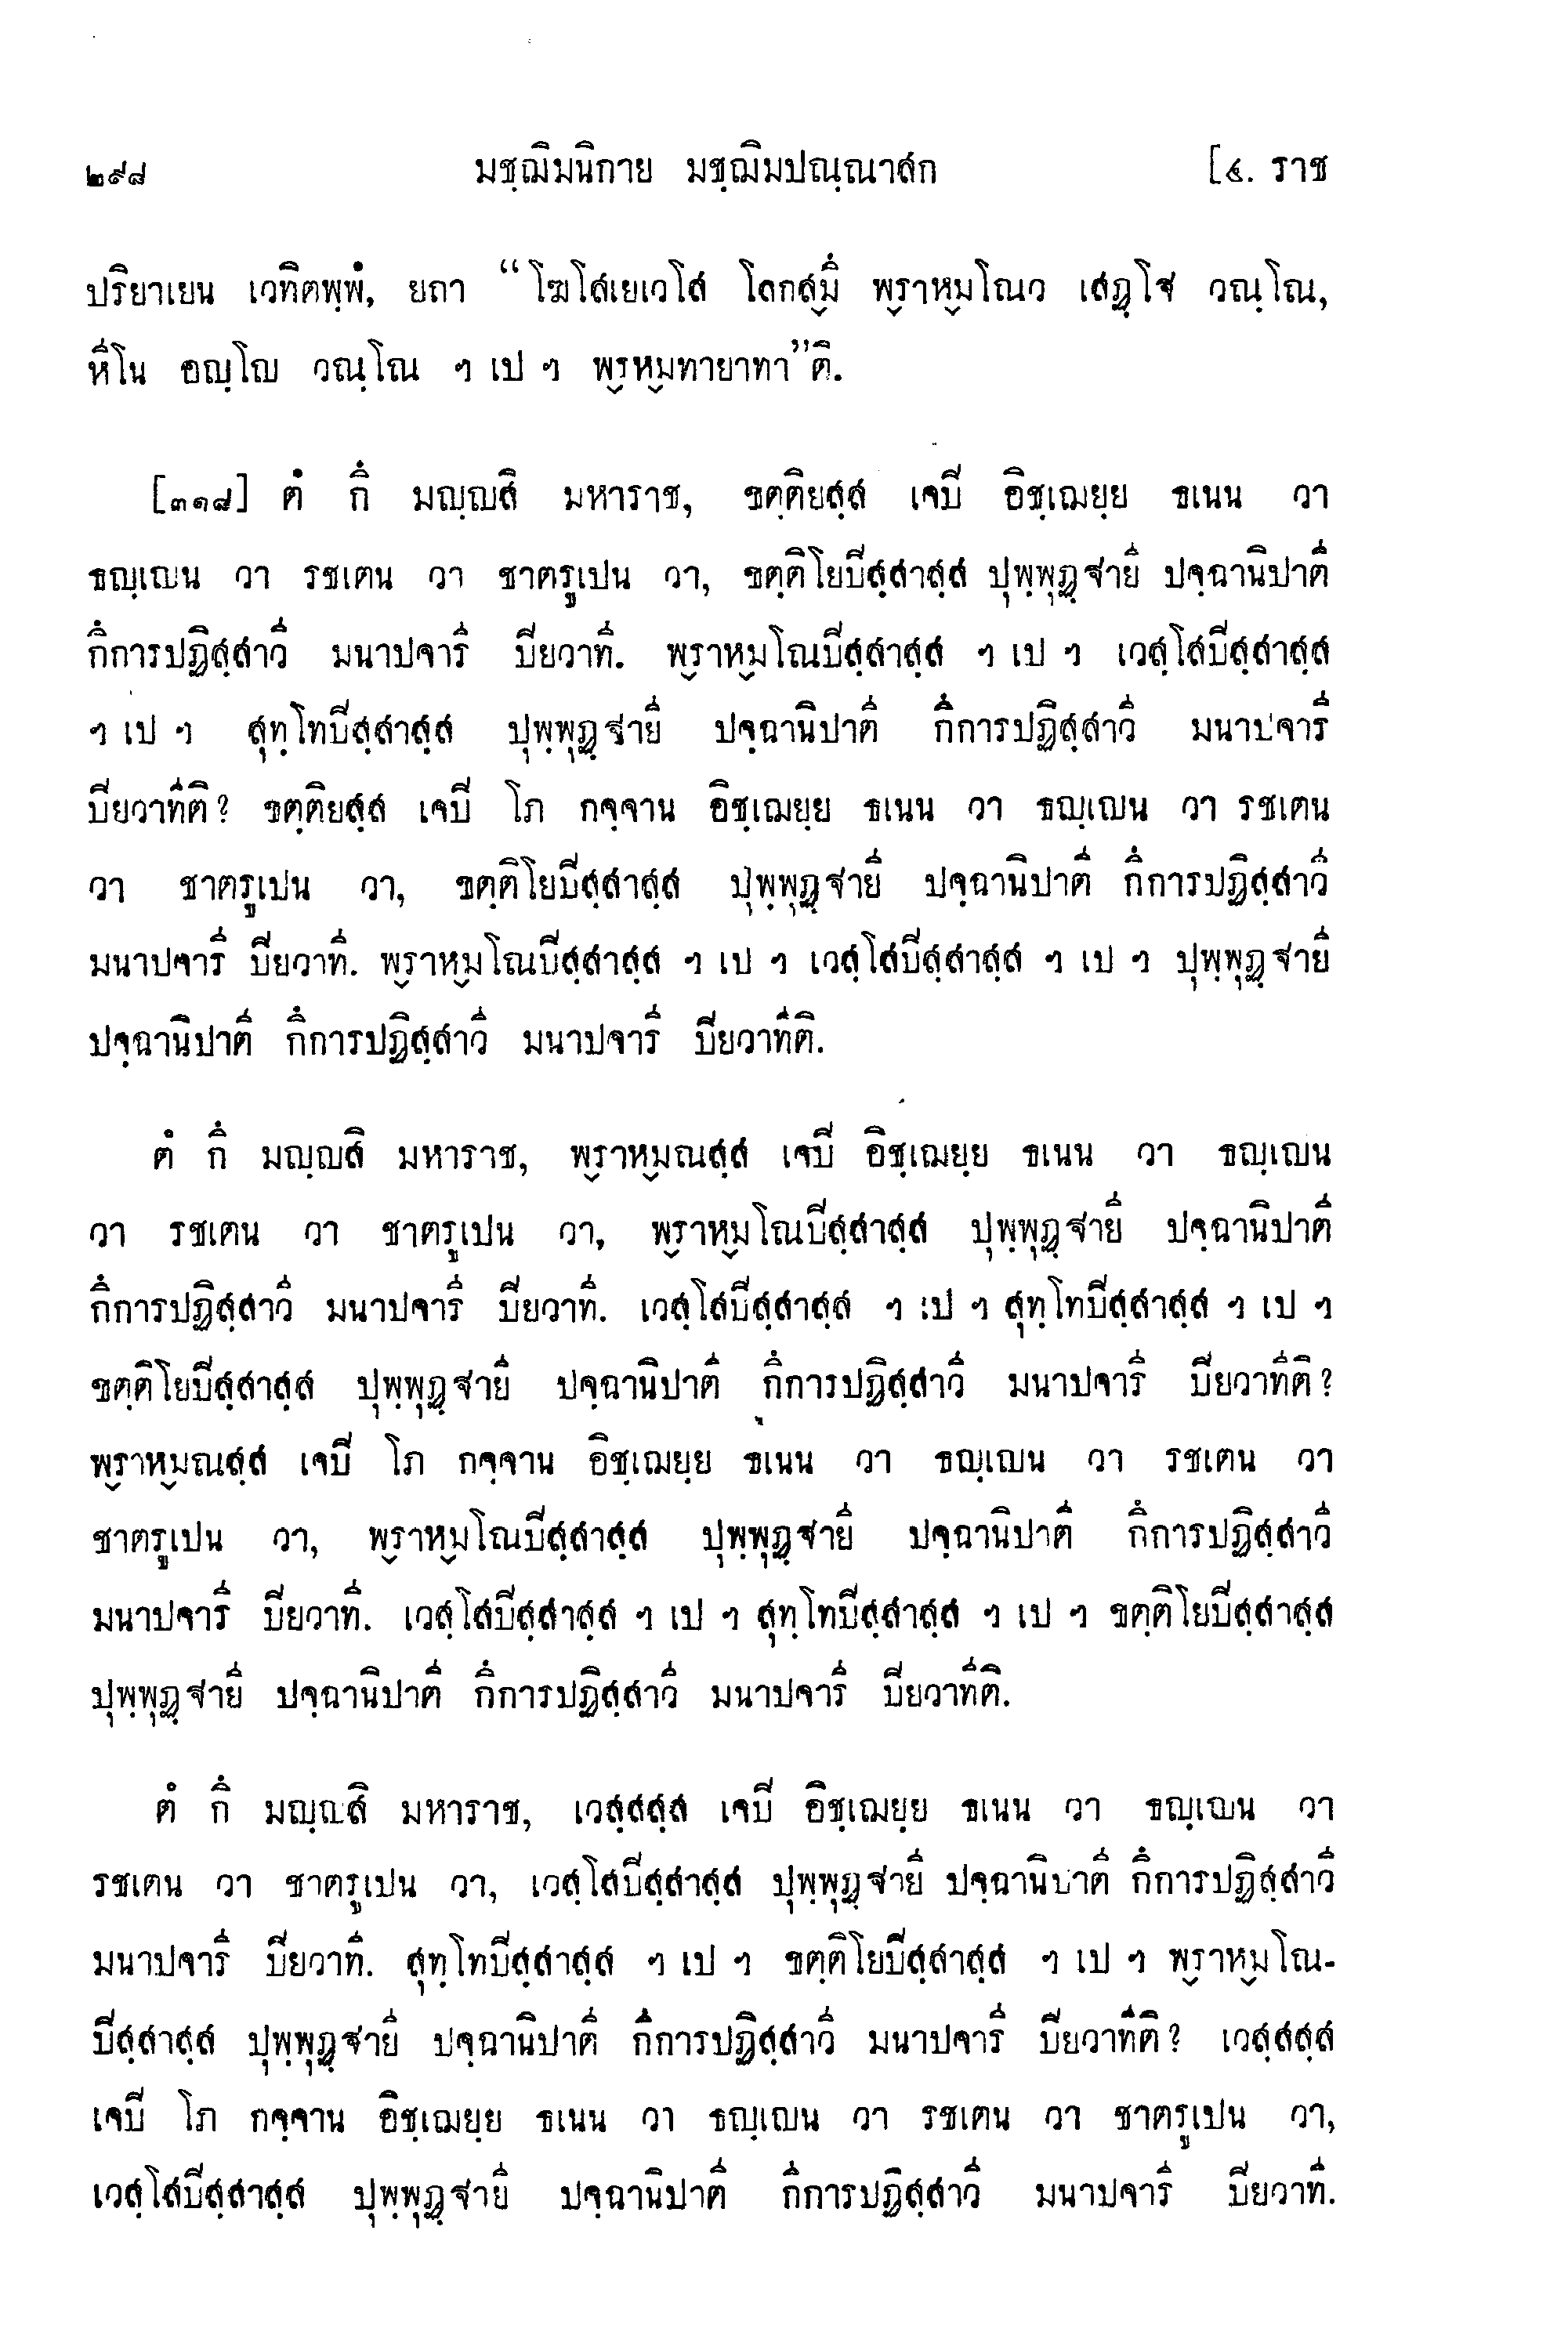 ๒๙๘ มชฺฌิมนิกาย มชฺฌิมปณฺณาสก [๔. ราช
ปริยาเยน เวทิตพฺพํ, ยถา “โฆโสเยเวโส โลกสฺมึ พฺราหฺมโณว เสฏฺโฐ วณฺโณ,
หีโน อญฺโญ วณฺโณ ฯ เป ฯ พฺรหฺมทายาทา”ติ.
[๓๑๘] ตํ กึ มญฺญสิ มหาราช, ขตฺติยสฺส เจปี อิชฺเฌยฺย ธเนน วา
ธญฺเญน วา รชเตน วา ชาตรูเปน วา, ขตฺติโยปีสฺสาสฺส ปุพฺพุฏฺฐายี ปจฺฉานิปาตี
กึการปฏิสฺสาวี มนาปจารี ปียวาที. พฺราหฺมโณปีสฺสาสฺส ฯ เป ฯ เวสฺโสปีสฺสาสฺส
ฯ เป ฯ สุทฺโทปีสฺสาสฺส ปุพฺพุฏฺฐายี ปจฺฉานิปาตี กึการปฏิสฺสาวี มนาปจารี
ปียวาทีติ? ขตฺติยสฺส เจปี โภ กจฺจาน อิชฺเฌยฺย ธเนน วา ธญฺเญน วา รชเตน
วา ชาตรูเปน วา, ขตฺติโยปีสฺสาสฺส ปุพฺพุฏฺฐายี ปจฺฉานิปาตี กึการปฏิสฺสาวี
มนาปจารี ปียวาที. พฺราหฺมโณปีสฺสาสฺส ฯ เป ฯ เวสฺโสปีสฺสาสฺส ฯ เป ฯ ปุพฺพุฏฺฐายี
ปจฺฉานิปาตี กึการปฏิสฺสาวี มนาปจารี ปียวาทีติ.
ตํ กึ มญฺญสิ มหาราช, พฺราหฺมณสฺส เจปี อิชฺเฌยฺย ธเนน วา ธญฺเญน
วา รชเตน วา ชาตรูเปน วา, พฺราหฺมโณปีสฺสาสฺส ปุพฺพุฏฺฐายี ปจฺฉานิปาตี
กึการปฏิสฺสาวี มนาปจารี ปียวาที. เวสฺโสปีสฺสาสฺส ฯ เป ฯ สุทฺโทปีสฺสาสฺส ฯ เป ฯ
ขตฺติโยปีสฺสาสฺส ปุพฺพุฏฺฐายี ปจฺฉานิปาตี กึการปฏิสฺสาวี มนาปจารี ปียวาทีติ?
พฺราหฺมณสฺส เจปี โภ กจฺจาน อิชฺเฌยฺย ธเนน วา ธญฺเญน วา รชเตน วา
ชาตรูเปน วา, พฺราหฺมโณปีสฺสาสฺส ปุพฺพุฏฺฐายี ปจฺฉานิปาตี กึการปฏิสฺสาวี
มนาปจารี ปียวาที. เวสฺโสปีสฺสาสฺส ฯ เป ฯ สุทฺโทปีสฺสาสฺส ฯ เป ฯ ขตฺติโยปีสฺสาสฺส
ปุพฺพุฏฺฐายี ปจฺฉานิปาตี กึการปฏิสฺสาวี มนาปจารี ปียวาทีติ.
ตํ กึ มญฺญสิ มหาราช, เวสฺสสฺส เจปี อิชฺเฌยฺย ธเนน วา ธญฺเญน วา
รชเตน วา ชาตรูเปน วา, เวสฺโสปีสฺสาสฺส ปุพฺพุฏฺฐายี ปจฺฉานิปาตี กึการปฏิสฺสาวี
มนาปจารี ปียวาที. สุทฺโทปีสฺสาสฺส ฯ เป ฯ ขตฺติโยปีสฺสาสฺส ฯ เป ฯ พฺราหฺมโณ-
ปีสฺสาสฺส ปุพฺพุฏฺฐายี ปจฺฉานิปาตี กึการปฏิสฺสาวี มนาปจารี ปียวาทีติ? เวสฺสสฺส
เจปี โภ กจฺจาน อิชฺเฌยฺย ธเนน วา ธญฺเญน วา รชเตน วา ชาตรูเปน วา,
เวสฺโสปีสฺสาสฺส ปุพฺพุฏฺฐายี ปจฺฉานิปาตี กึการปฏิสฺสาวี มนาปจารี ปียวาที.